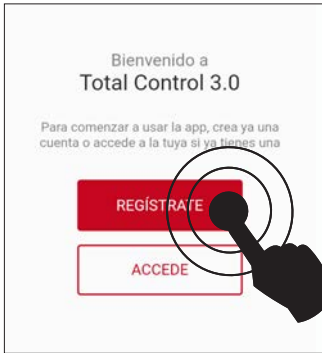 Bienvenido a
Total Control 3.0
Para comenzar a usar la app, crea ya una
cuenta o accede a la tuya si ya tienes una
REGÍSTRATE
ACCEDE